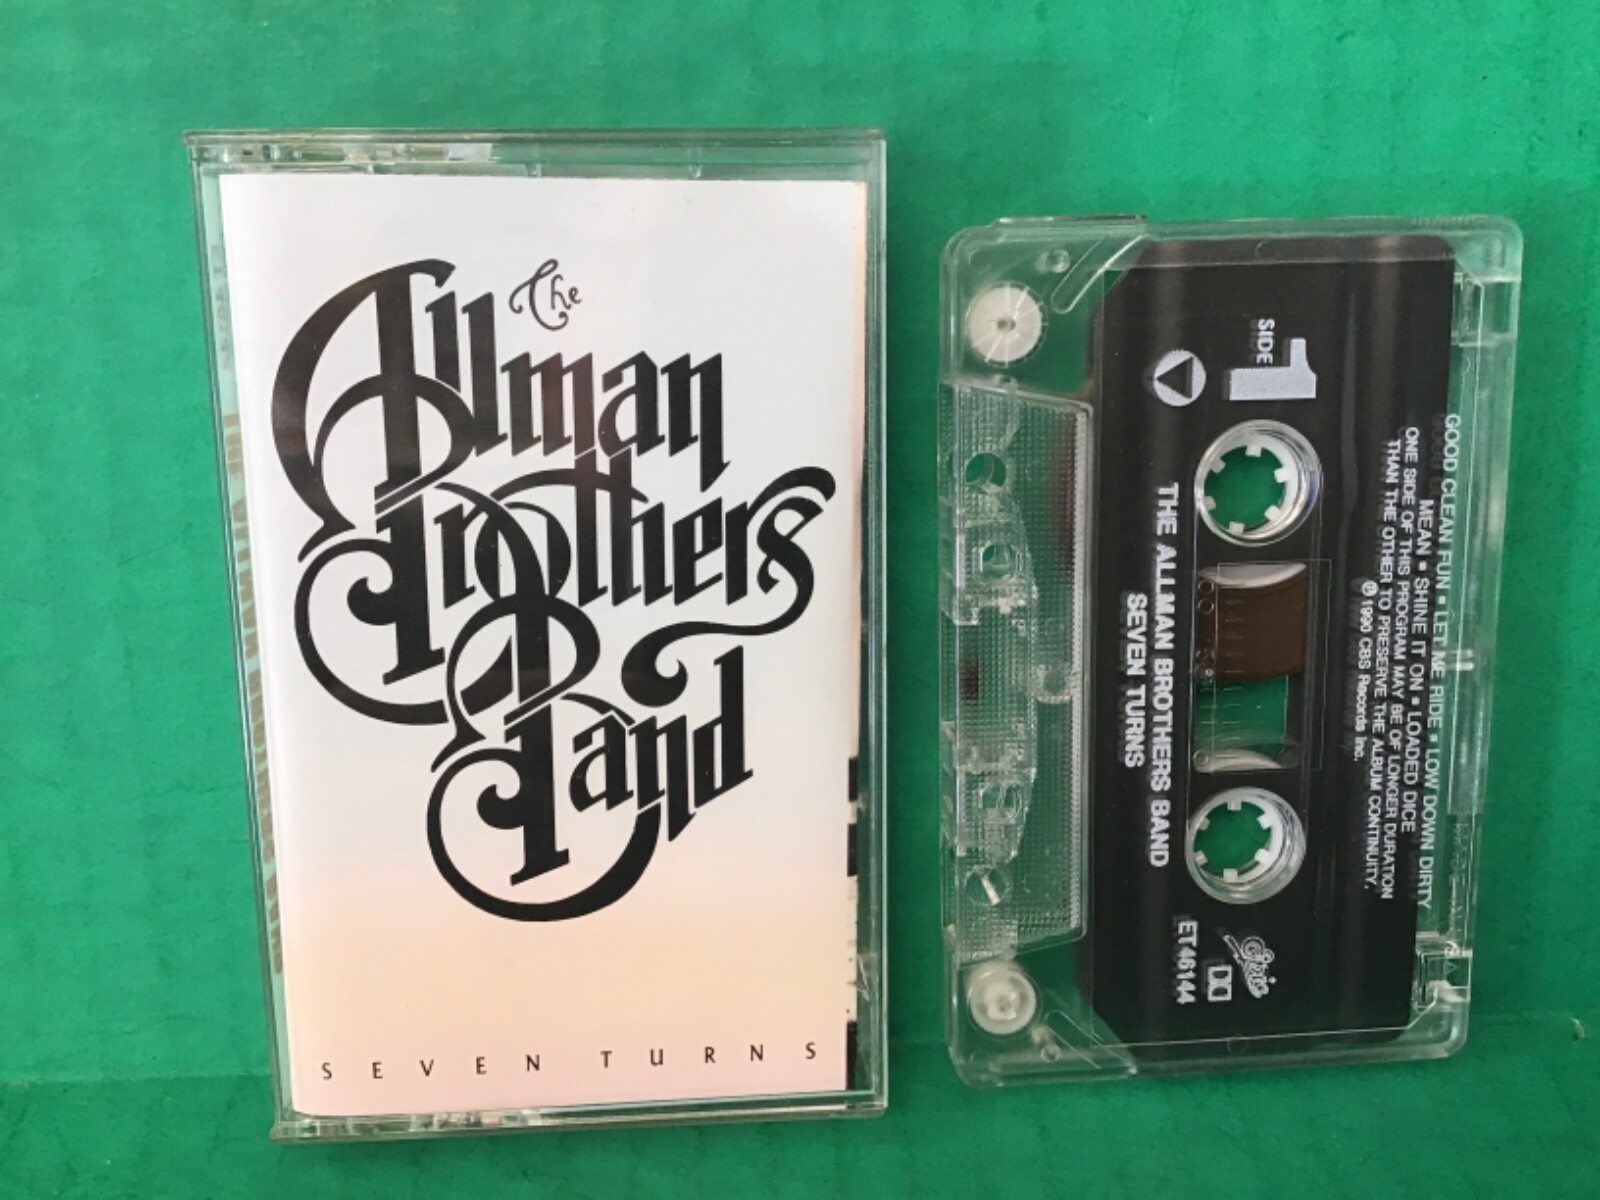 The
Allman
Brothers
Band
SEVEN TURNS
SIDE
1
GOOD CLEAN FUN • LET ME RIDE • LOW DOWN DIRTY
MEAN • SHINE IT ON • LOADED DICE
ONE SIDE OF THIS PROGRAM MAY BE OF LONGER DURATION
THAN THE OTHER TO PRESERVE THE ALBUM CONTINUITY.
℗ 1990 CBS Records Inc.
THE ALLMAN BROTHERS BAND
SEVEN TURNS
Epic
ET 46144